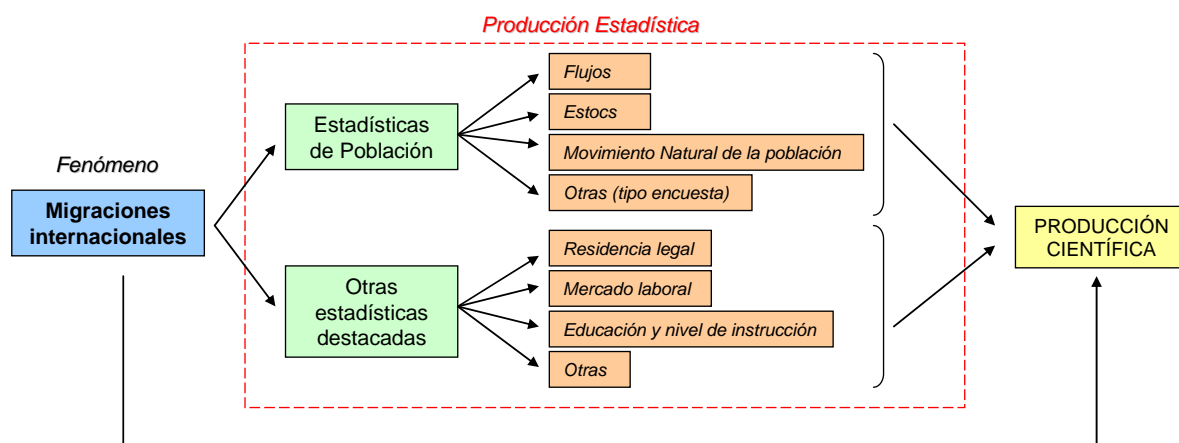 Producción Estadística
Flujos
Estocs
Estadísticas
de Población
Movimiento Natural de la población
Fenómeno
Otras (tipo encuesta)
Migraciones
internacionales
PRODUCCIÓN
CIENTÍFICA
Residencia legal
Mercado laboral
Otras
estadísticas
destacadas
Educación y nivel de instrucción
Otras